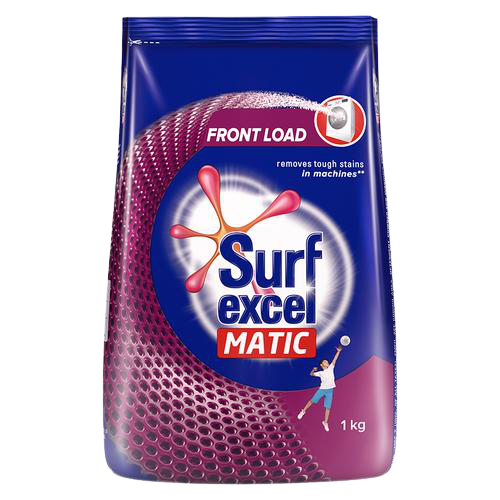 FRONT LOAD
removes tough stains
in machines**
Surf
excel
MATIC
1 kg